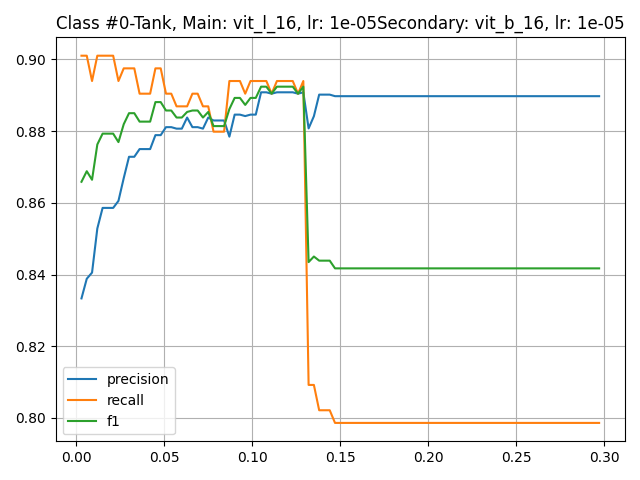 Class #0-Tank, Main: vit_l_16, lr: 1e-05Secondary: vit_b_16, lr: 1e-05
0.90
0.88
0.86
0.84
0.82
0.80
precision
recall
f1
0.00 0.05 0.10 0.15 0.20 0.25 0.30